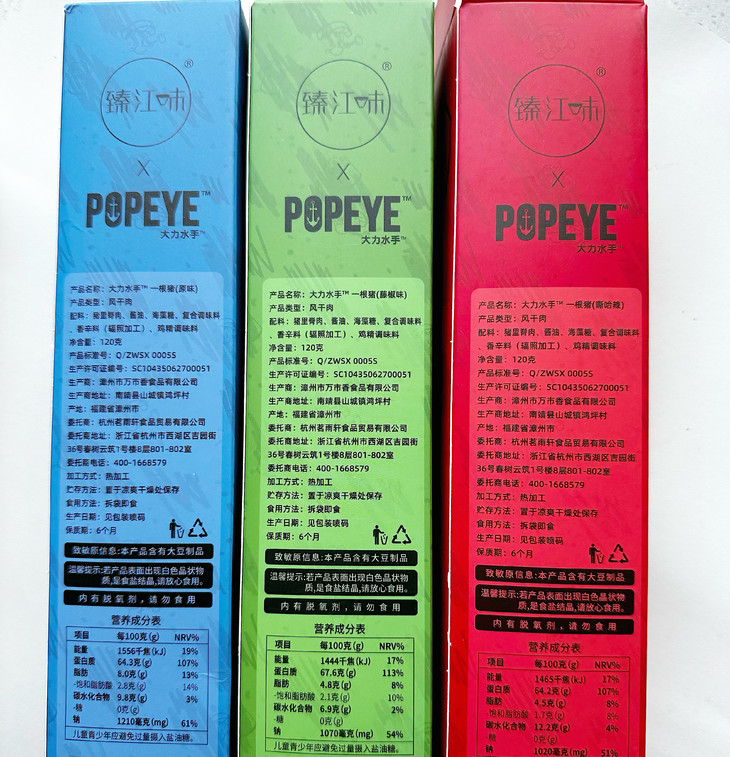 臻江味®
X
POPEYE™
大力水手™
产品名称：大力水手™ 一根猪(原味)
产品类型：风干肉
配料：猪里脊肉、酱油、海藻糖、复合调味料
、香辛料（辐照加工）、鸡精调味料
净含量：120克
产品标准号：Q/ZWSX 0005S
生产许可证编号：SC10435062700051
生产商：漳州市万市香食品有限公司
生产商地址：南靖县山城镇鸿坪村
产地：福建省漳州市
委托商：杭州茗雨轩食品贸易有限公司
委托商地址：浙江省杭州市西湖区吉园街
36号春树云筑1号楼8层801-802室
委托商电话：400-1668579
加工方式：热加工
贮存方法：置于凉爽干燥处保存
食用方法：拆袋即食
生产日期：见包装喷码
保质期：6个月
致敏原信息:本产品含有大豆制品
温馨提示:若产品表面出现白色晶状物
质,是食盐结晶,请放心食用。
内有脱氧剂，请勿食用
营养成分表
项目 每100克(g) NRV%
能量 1556千焦(kJ) 19%
蛋白质 64.3克(g) 107%
脂肪 8.0克(g) 13%
-饱和脂肪酸 2.8克(g) 14%
碳水化合物 9.8克(g) 3%
-糖 0克(g)
钠 1210毫克(mg) 61%
儿童青少年应避免过量摄入盐油糖。
臻江味®
X
POPEYE™
大力水手™
产品名称：大力水手™ 一根猪(藤椒味)
产品类型：风干肉
配料：猪里脊肉、酱油、海藻糖、复合调味料
、香辛料（辐照加工）、鸡精调味料
净含量：120克
产品标准号：Q/ZWSX 0005S
生产许可证编号：SC10435062700051
生产商：漳州市万市香食品有限公司
生产商地址：南靖县山城镇鸿坪村
产地：福建省漳州市
委托商：杭州茗雨轩食品贸易有限公司
委托商地址：浙江省杭州市西湖区吉园街
36号春树云筑1号楼8层801-802室
委托商电话：400-1668579
加工方式：热加工
贮存方法：置于凉爽干燥处保存
食用方法：拆袋即食
生产日期：见包装喷码
保质期：6个月
致敏原信息:本产品含有大豆制品
温馨提示:若产品表面出现白色晶状物
质,是食盐结晶,请放心食用。
内有脱氧剂，请勿食用
营养成分表
项目 每100克(g) NRV%
能量 1444千焦(kJ) 17%
蛋白质 67.6克(g) 113%
脂肪 4.8克(g) 8%
-饱和脂肪酸 2.1克(g) 10%
碳水化合物 6.9克(g) 2%
-糖 0克(g)
钠 1070毫克(mg) 54%
儿童青少年应避免过量摄入盐油糖。
臻江味®
X
POPEYE™
大力水手™
产品名称：大力水手™ 一根猪(嘶哈辣)
产品类型：风干肉
配料：猪里脊肉、酱油、海藻糖、复合调味料
、香辛料（辐照加工）、鸡精调味料
净含量：120克
产品标准号：Q/ZWSX 0005S
生产许可证编号：SC10435062700051
生产商：漳州市万市香食品有限公司
生产商地址：南靖县山城镇鸿坪村
产地：福建省漳州市
委托商：杭州茗雨轩食品贸易有限公司
委托商地址：浙江省杭州市西湖区吉园街
36号春树云筑1号楼8层801-802室
委托商电话：400-1668579
加工方式：热加工
贮存方法：置于凉爽干燥处保存
食用方法：拆袋即食
生产日期：见包装喷码
保质期：6个月
致敏原信息:本产品含有大豆制品
温馨提示:若产品表面出现白色晶状物
质,是食盐结晶,请放心食用。
内有脱氧剂，请勿食用
营养成分表
项目 每100克(g) NRV%
能量 1465千焦(kJ) 17%
蛋白质 64.2克(g) 107%
脂肪 4.5克(g) 8%
-饱和脂肪酸 1.7克(g) 8%
碳水化合物 12.2克(g) 4%
-糖 0克(g)
钠 1020毫克(mg) 51%